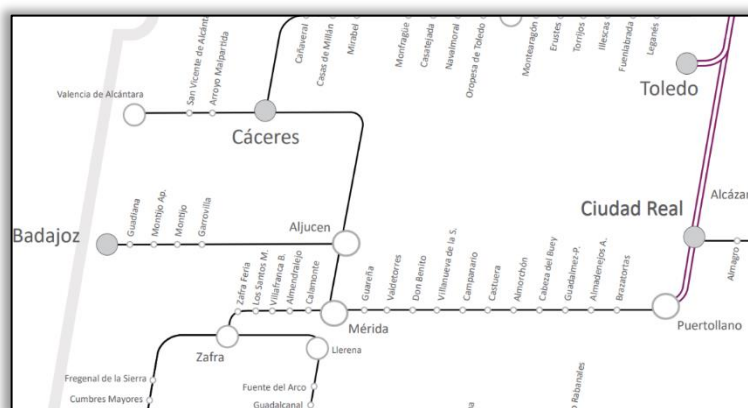 San Vicente de Alcánta
Arroyo Malpartida
Cañaveral
Casas de Millán
Mirabel
Monfragüe
Casatejada
Navalmoral
Oropesa de Toledo
Montearagón
Erustes
Torrijos
Illescas
Fuenlabrada
Leganés
Valencia de Alcántara
Cáceres
Toledo
Badajoz
Guadiana
Montijo Ap.
Montijo
Garrovilla
Aljucen
Ciudad Real
Alcázar
Almagro
Zafra Feria
Los Santos M.
Villafranca B.
Almendralejo
Calamonte
Mérida
Guareña
Valdetorres
Don Benito
Villanueva de la S.
Campanario
Castuera
Almorchón
Cabeza del Buey
Guadalmez-P.
Almadenejos A.
Brazatortas
Puertollano
Zafra
Llerena
Fregenal de la Sierra
Cumbres Mayores
Fuente del Arco
Guadalcanal
Rabanales